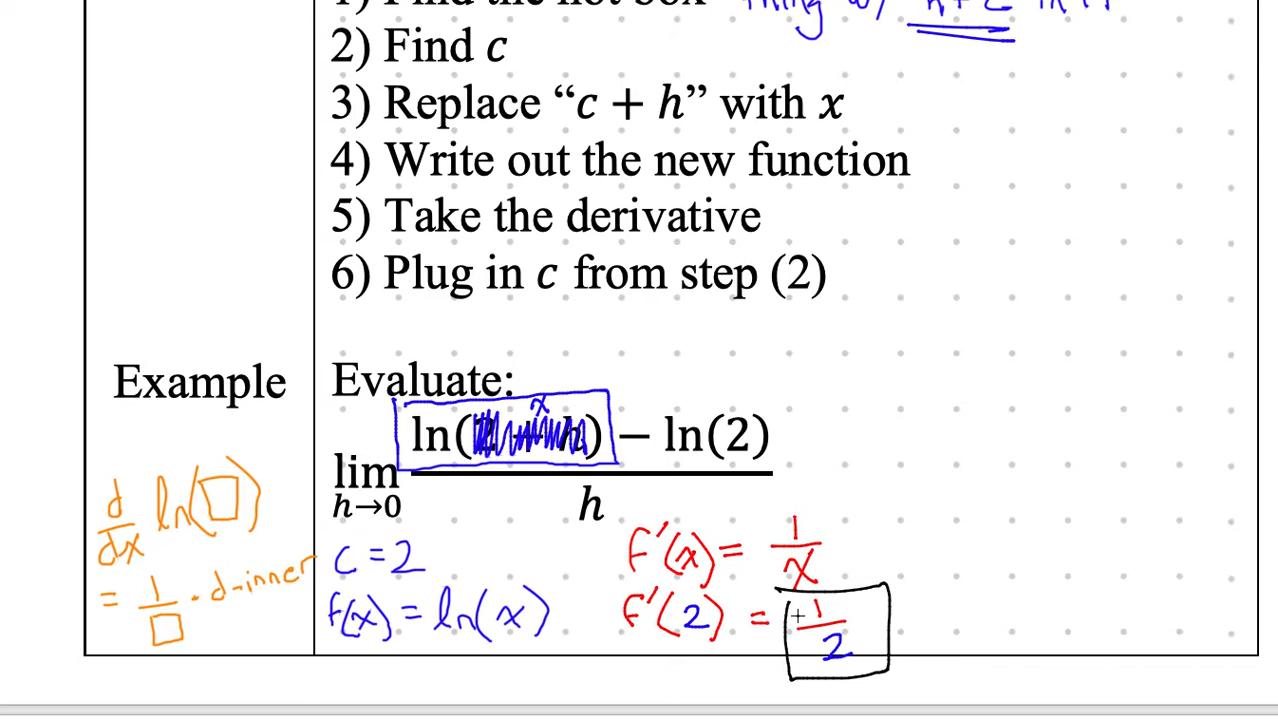 2) Find c
3) Replace “c + h” with x
4) Write out the new function
5) Take the derivative
6) Plug in c from step (2)
Example
Evaluate:
lim h→0 ln( x ) − ln(2) / h
d/dx ln(□)
= 1/□ · d-inner
c = 2
f(x) = ln(x)
f'(x) = 1/x
f'(2) = 1/2